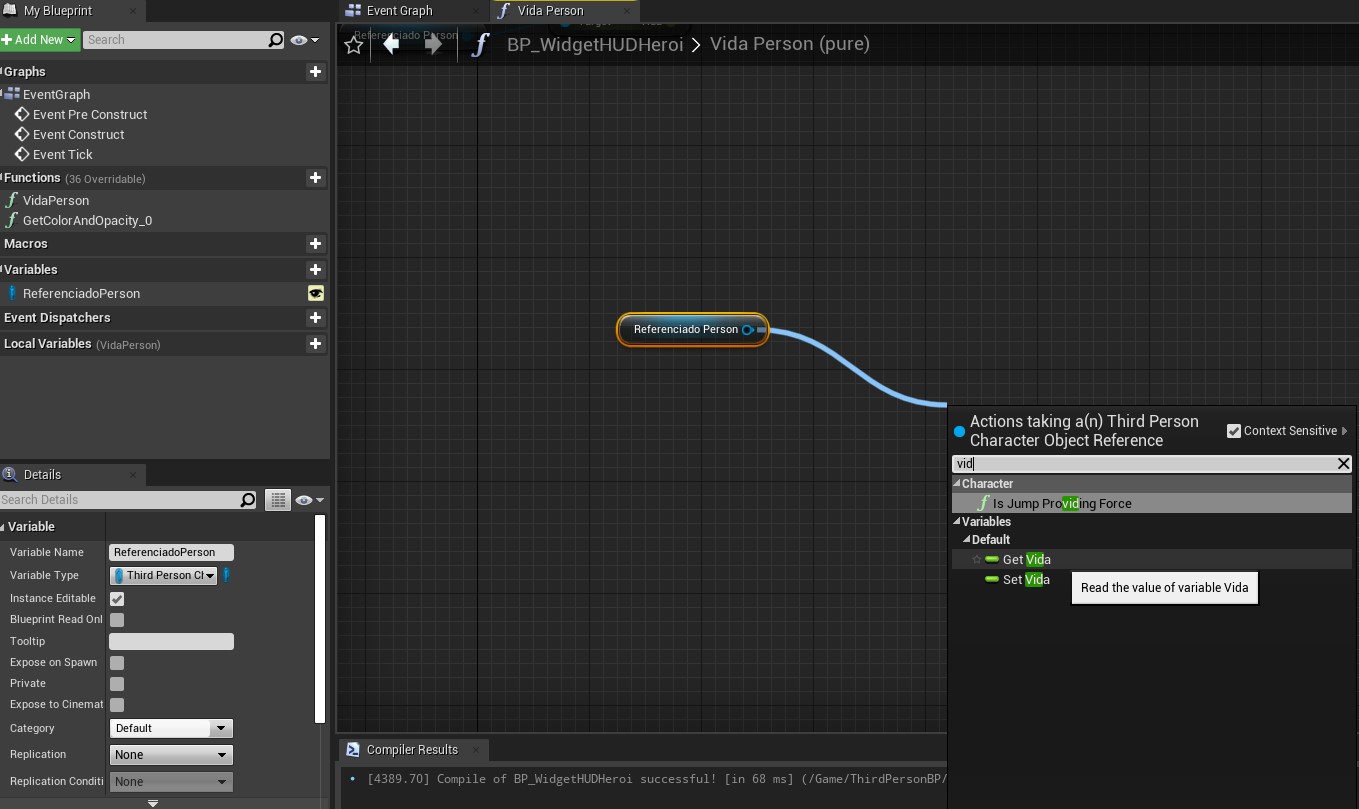 My Blueprint
Add New
Search
Graphs
EventGraph
Event Pre Construct
Event Construct
Event Tick
Functions (36 Overridable)
VidaPerson
GetColorAndOpacity_0
Macros
Variables
ReferenciadoPerson
Event Dispatchers
Local Variables (VidaPerson)
Details
Search Details
Variable
Variable Name ReferenciadoPerson
Variable Type Third Person Ch
Instance Editable
Blueprint Read Onl
Tooltip
Expose on Spawn
Private
Expose to Cinemat
Category Default
Replication None
Replication Conditi None
Event Graph
Vida Person
Referenciado Person
BP_WidgetHUDHeroi > Vida Person (pure)
Referenciado Person
Actions taking a(n) Third Person
Character Object Reference
Context Sensitive
vid
Character
Is Jump Providing Force
Variables
Default
Get Vida
Set Vida
Read the value of variable Vida
Compiler Results
[4389.70] Compile of BP_WidgetHUDHeroi successful! [in 68 ms] (/Game/ThirdPersonBP/